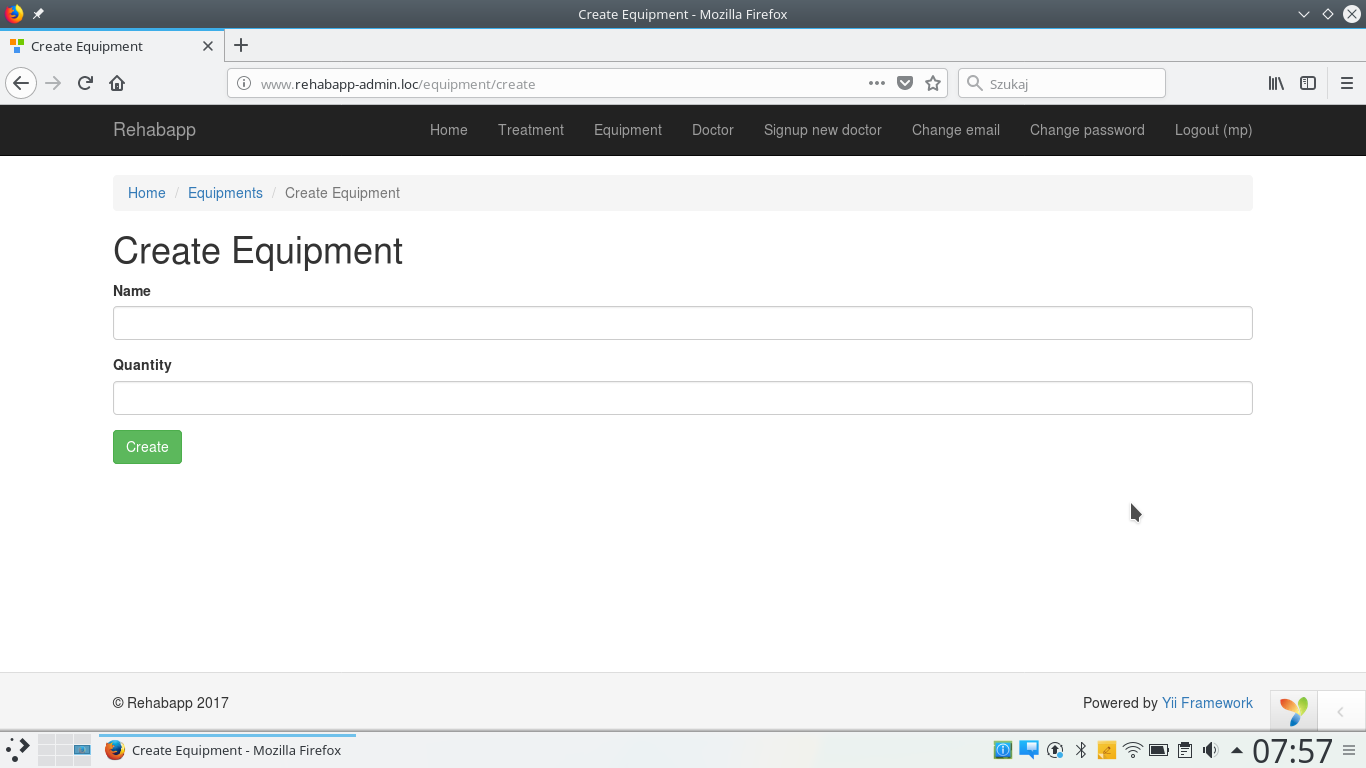 Create Equipment - Mozilla Firefox
Create Equipment
www.rehabapp-admin.loc/equipment/create
Szukaj
Rehabapp Home Treatment Equipment Doctor Signup new doctor Change email Change password Logout (mp)
Home / Equipments / Create Equipment
Create Equipment
Name
Quantity
Create
© Rehabapp 2017 Powered by Yii Framework
Create Equipment - Mozilla Firefox 07:57